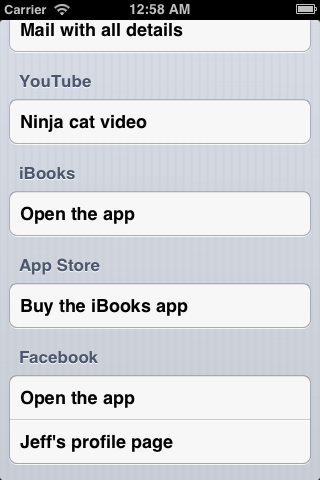 Carrier 12:58 AM
Mail with all details
YouTube
Ninja cat video
iBooks
Open the app
App Store
Buy the iBooks app
Facebook
Open the app
Jeff's profile page